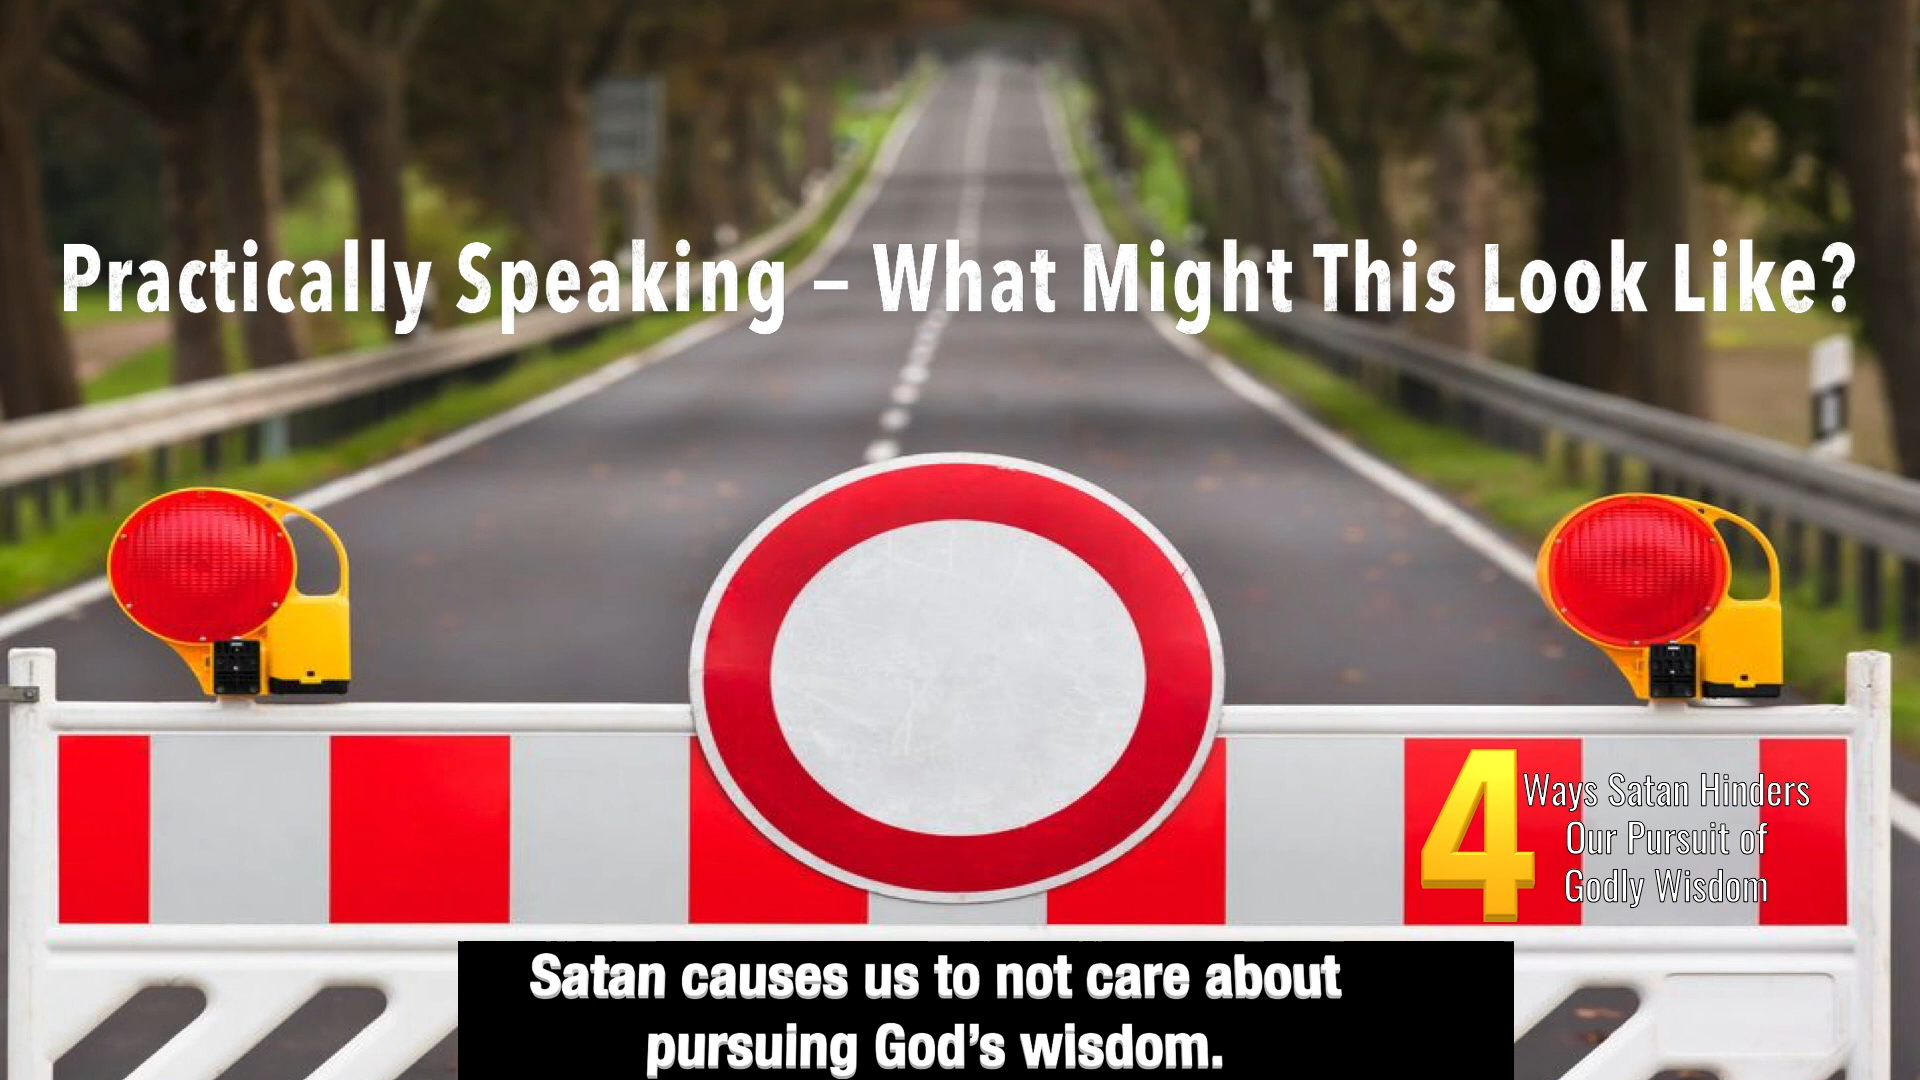 Practically Speaking – What Might This Look Like?
4 Ways Satan Hinders
Our Pursuit of
Godly Wisdom
Satan causes us to not care about
pursuing God's wisdom.